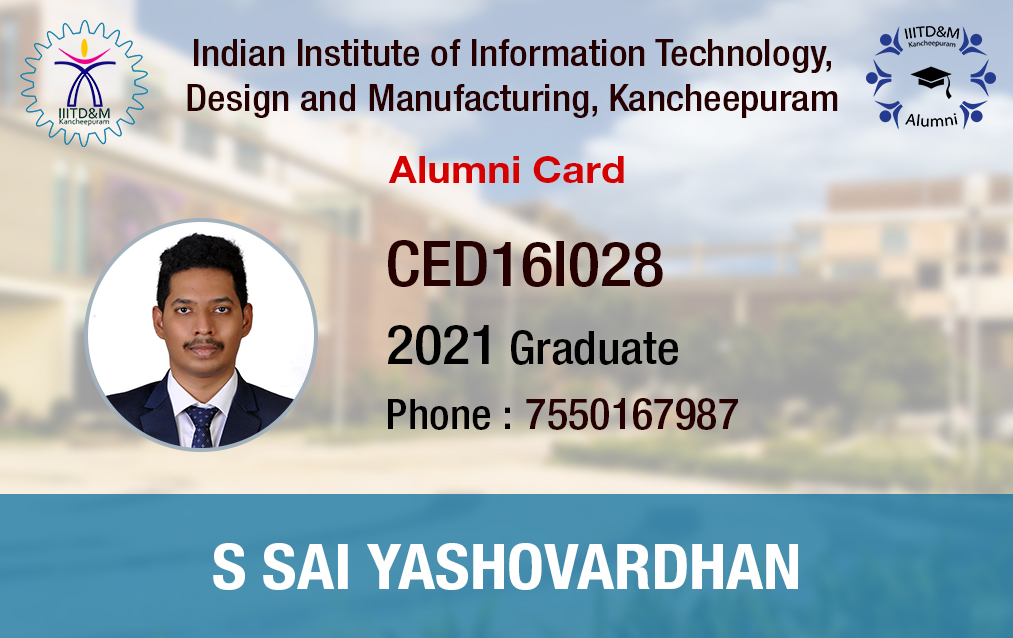 Indian Institute of Information Technology,
Design and Manufacturing, Kancheepuram
IIITD&M
Kancheepuram
IIITD&M
Kancheepuram
Alumni
Alumni Card
CED16I028
2021 Graduate
Phone : 7550167987
S SAI YASHOVARDHAN